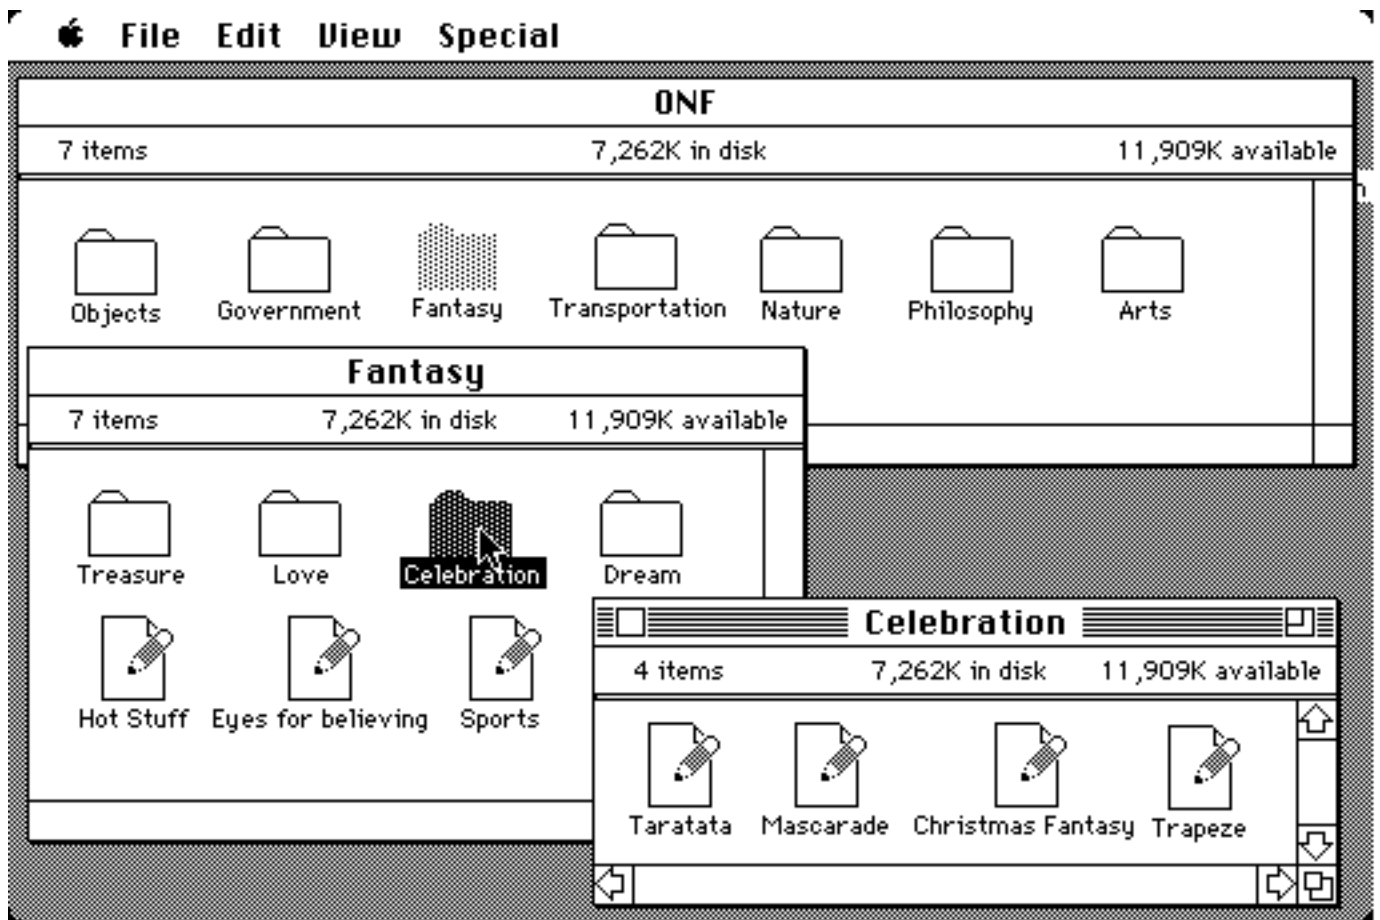 File Edit View Special
ONF
7 items 7,262K in disk 11,909K available
Objects Government Fantasy Transportation Nature Philosophy Arts
Fantasy
7 items 7,262K in disk 11,909K available
Treasure Love Celebration Dream
Hot Stuff Eyes for believing Sports
Celebration
4 items 7,262K in disk 11,909K available
Taratata Mascarade Christmas Fantasy Trapeze